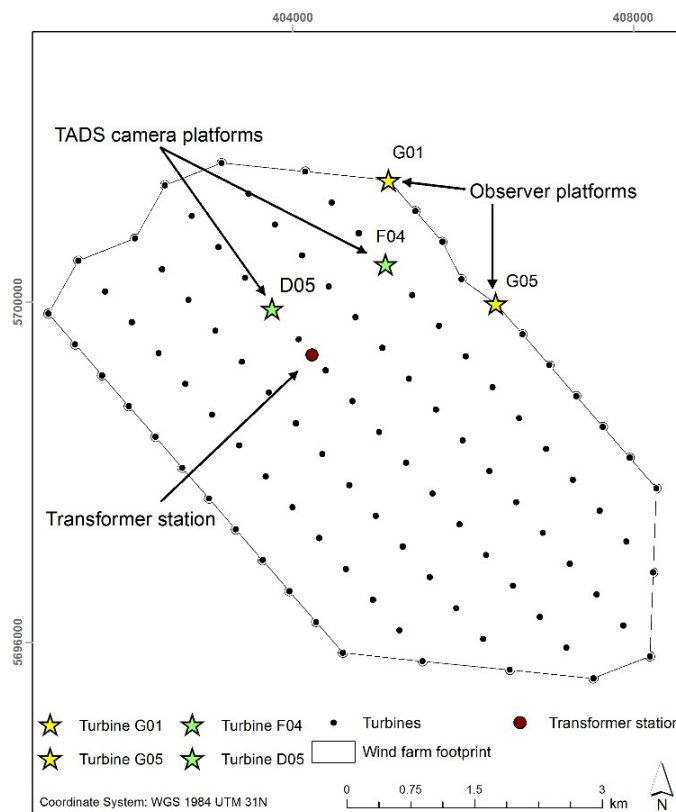 404000
408000
TADS camera platforms
G01
Observer platforms
F04
D05
G05
5700000
Transformer station
5696000
Turbine G01
Turbine F04
Turbines
Transformer station
Turbine G05
Turbine D05
Wind farm footprint
Coordinate System: WGS 1984 UTM 31N
0 0.75 1.5 3
km
N